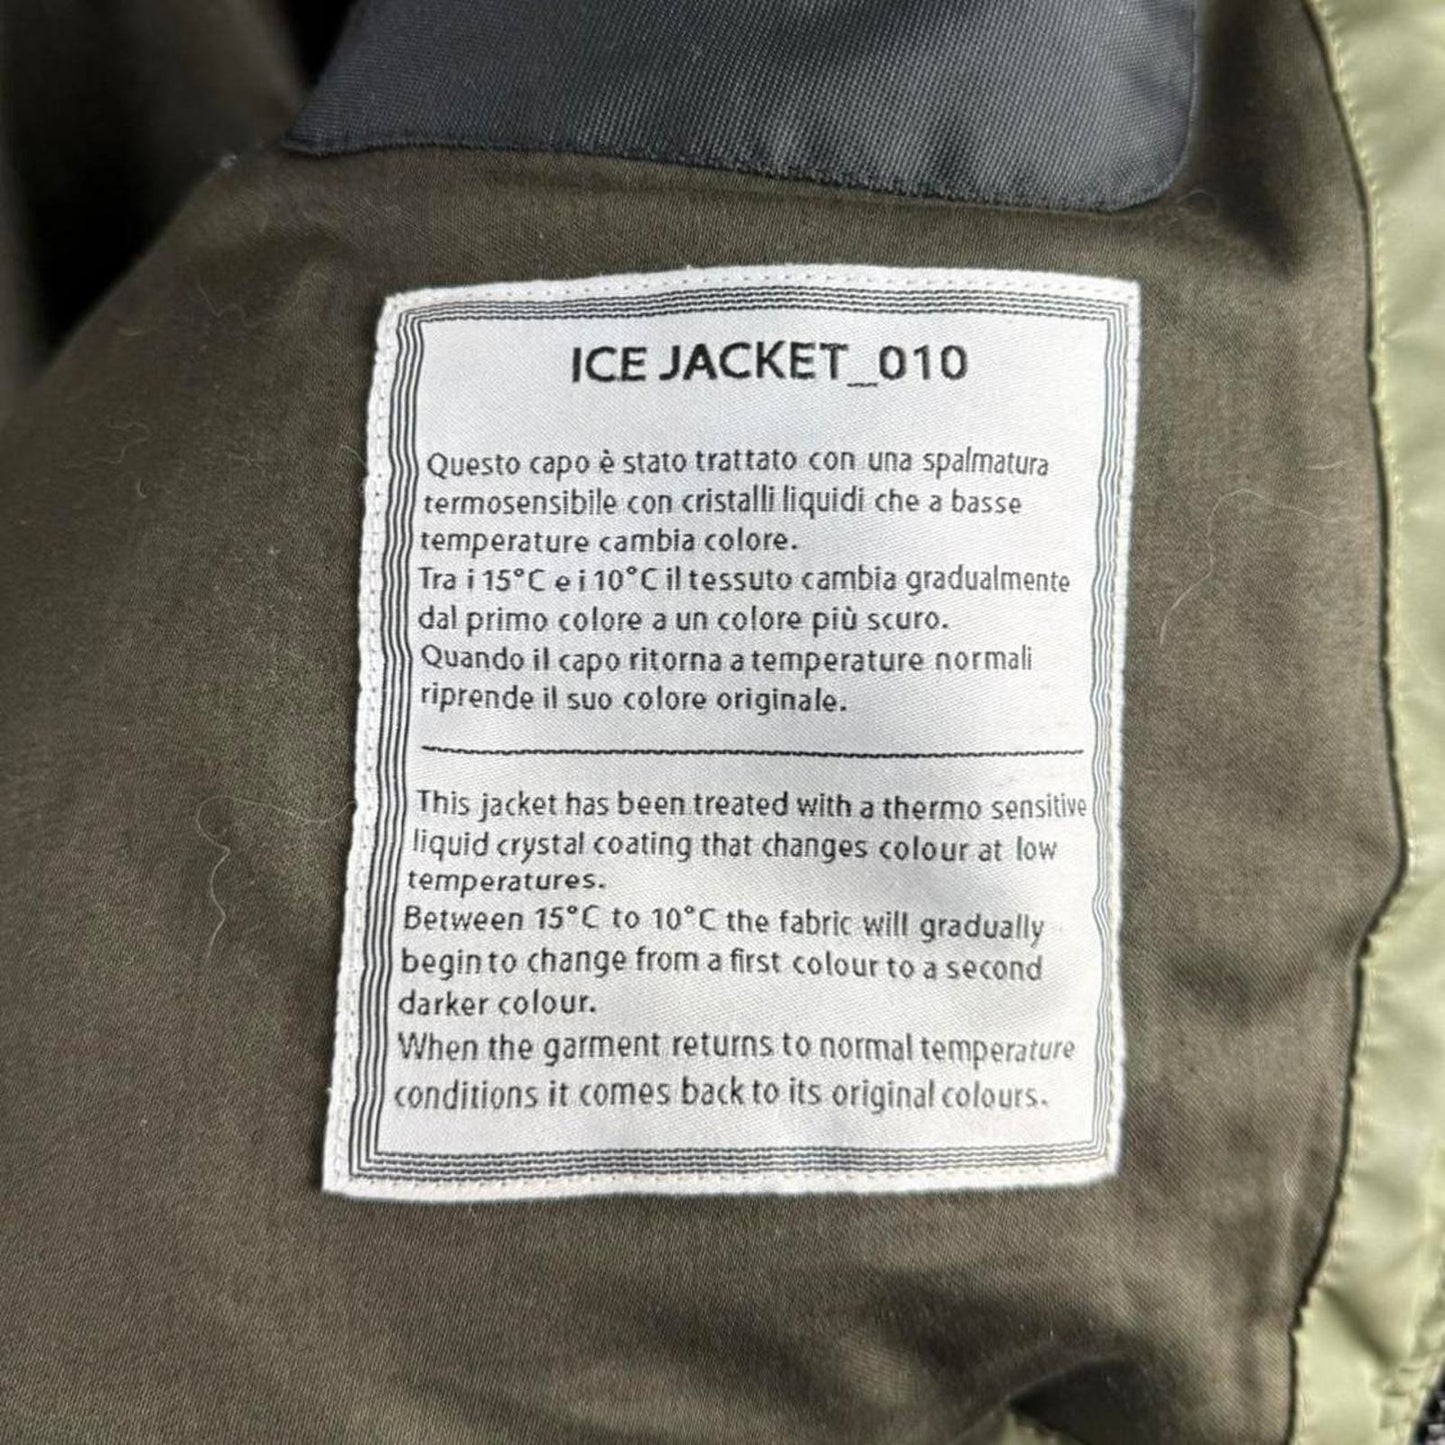 ICE JACKET_010
Questo capo è stato trattato con una spalmatura
termosensibile con cristalli liquidi che a basse
temperature cambia colore.
Tra i 15°C e i 10°C il tessuto cambia gradualmente
dal primo colore a un colore più scuro.
Quando il capo ritorna a temperature normali
riprende il suo colore originale.
This jacket has been treated with a thermo sensitive
liquid crystal coating that changes colour at low
temperatures.
Between 15°C to 10°C the fabric will gradually
begin to change from a first colour to a second
darker colour.
When the garment returns to normal temperature
conditions it comes back to its original colours.